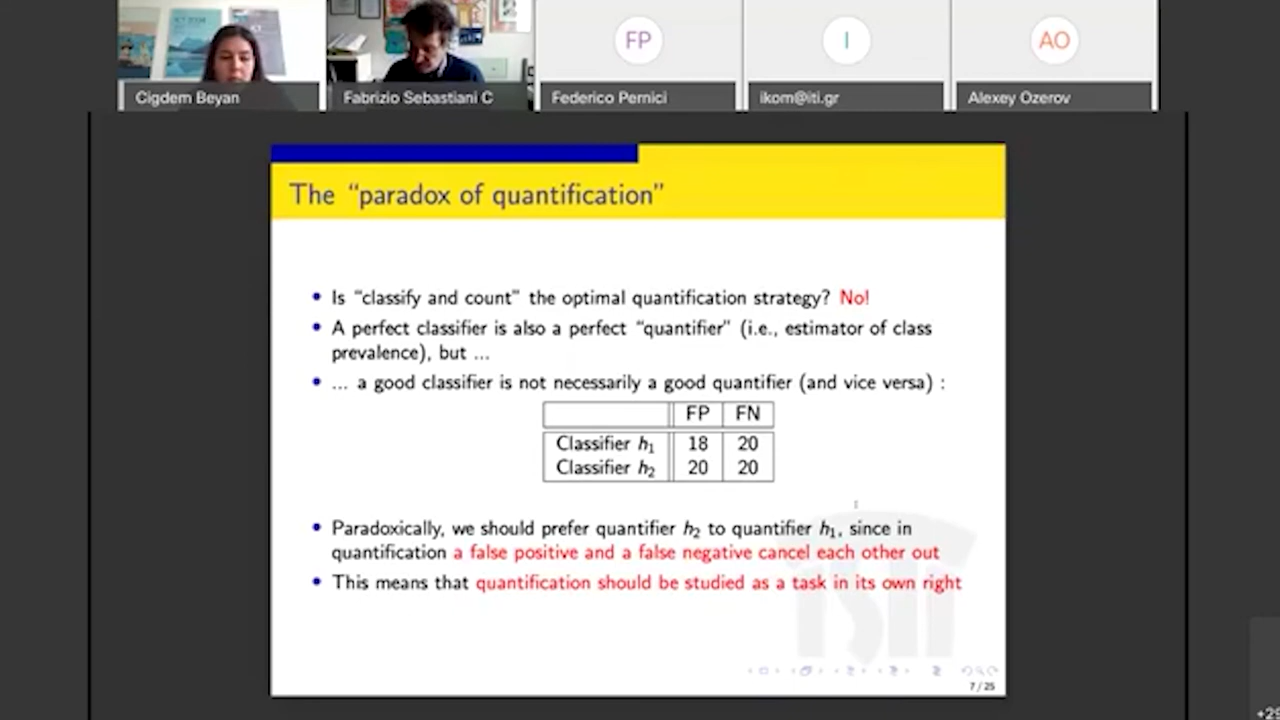 Cigdem Beyan
Fabrizio Sebastiani C
FP
Federico Pernici
I
ikom@iti.gr
AO
Alexey Ozerov
The “paradox of quantification”
• Is “classify and count” the optimal quantification strategy? No!
• A perfect classifier is also a perfect “quantifier” (i.e., estimator of class
prevalence), but ...
• ... a good classifier is not necessarily a good quantifier (and vice versa) :
FP FN
Classifier h₁ 18 20
Classifier h₂ 20 20
• Paradoxically, we should prefer quantifier h₂ to quantifier h₁, since in
quantification a false positive and a false negative cancel each other out
• This means that quantification should be studied as a task in its own right
7 / 25